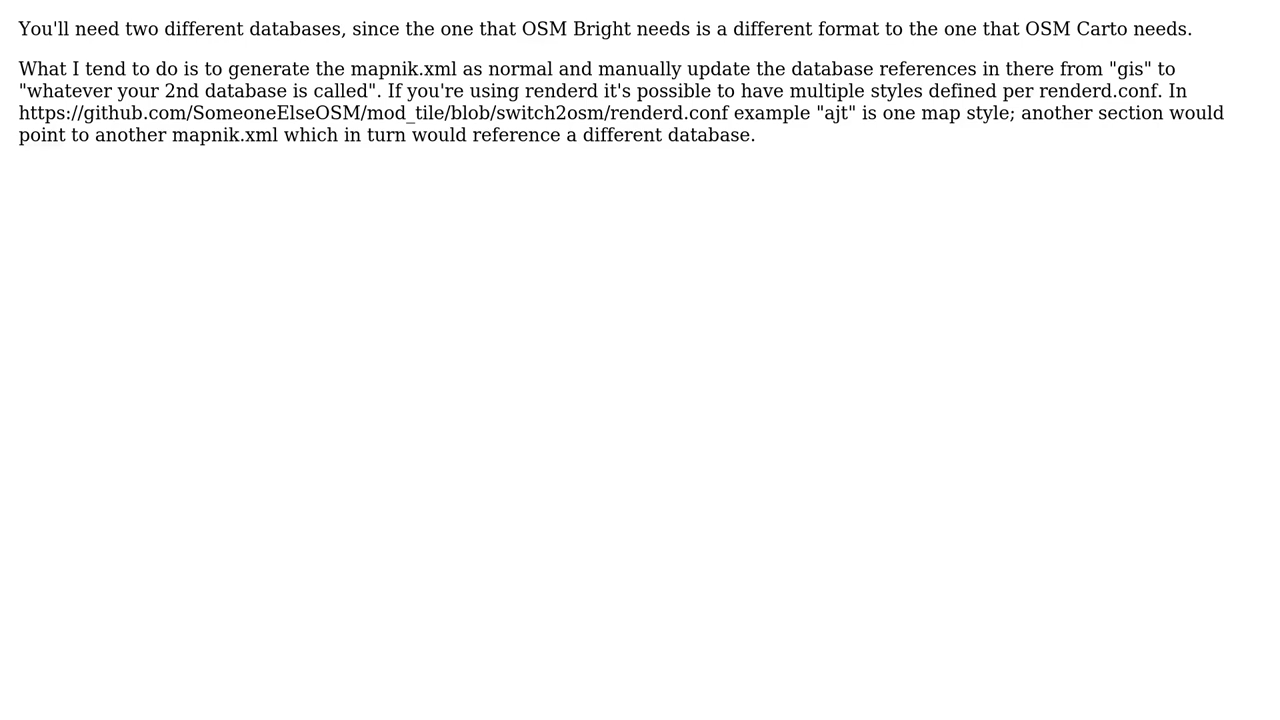 You'll need two different databases, since the one that OSM Bright needs is a different format to the one that OSM Carto needs.
What I tend to do is to generate the mapnik.xml as normal and manually update the database references in there from "gis" to
"whatever your 2nd database is called". If you're using renderd it's possible to have multiple styles defined per renderd.conf. In
https://github.com/SomeoneElseOSM/mod_tile/blob/switch2osm/renderd.conf example "ajt" is one map style; another section would
point to another mapnik.xml which in turn would reference a different database.